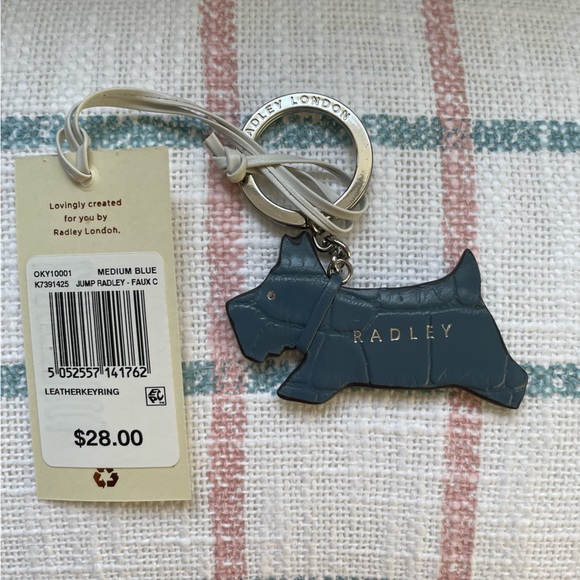 RADLEY LONDON
Lovingly created
for you by
Radley London.
OKY10001 MEDIUM BLUE
K7391425 JUMP RADLEY - FAUX C
5 052557 141762
LEATHERKEYRING
$28.00
RADLEY